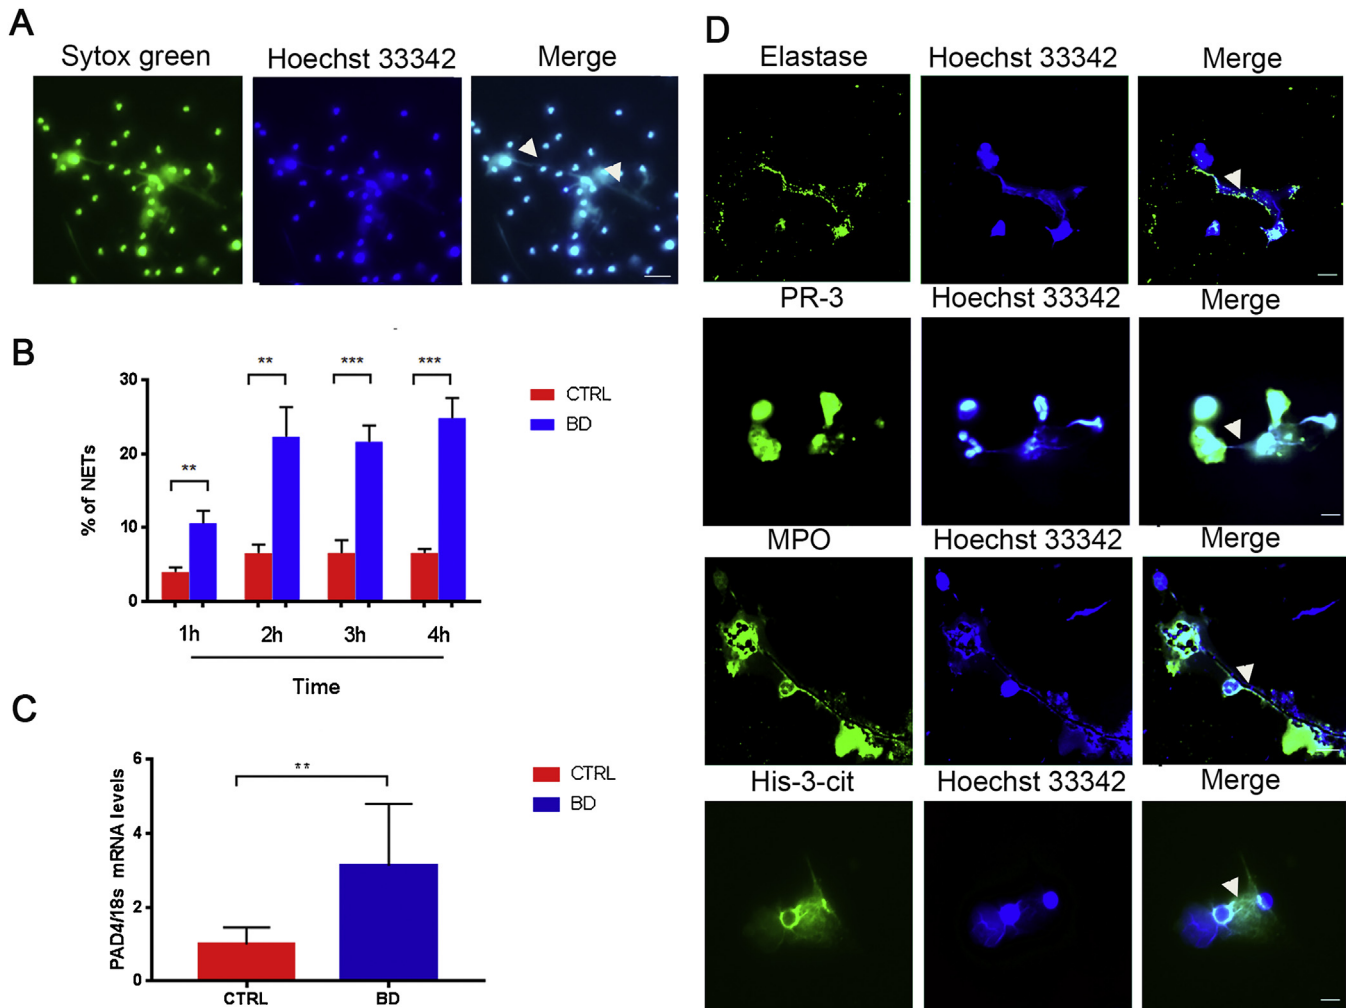 A
Sytox green
Hoechst 33342
Merge
B
% of NETs
30
20
10
0
**
**
***
***
CTRL
BD
1h
2h
3h
4h
Time
C
PAD4/18s mRNA levels
6
4
2
0
**
CTRL
BD
CTRL
BD
D
Elastase
Hoechst 33342
Merge
PR-3
Hoechst 33342
Merge
MPO
Hoechst 33342
Merge
His-3-cit
Hoechst 33342
Merge